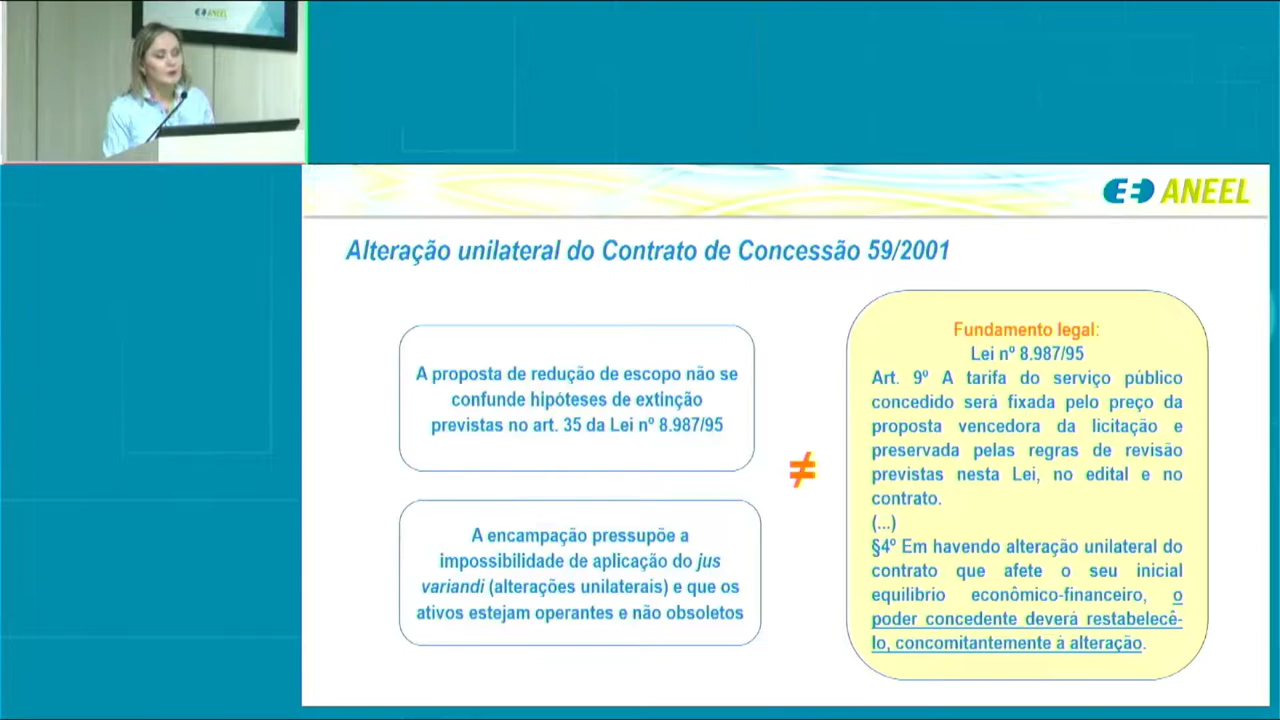 ANEEL
ANEEL
Alteração unilateral do Contrato de Concessão 59/2001
A proposta de redução de escopo não se
confunde hipóteses de extinção
previstas no art. 35 da Lei nº 8.987/95
A encampação pressupõe a
impossibilidade de aplicação do jus
variandi (alterações unilaterais) e que os
ativos estejam operantes e não obsoletos
≠
Fundamento legal:
Lei nº 8.987/95
Art. 9º A tarifa do serviço público
concedido será fixada pelo preço da
proposta vencedora da licitação e
preservada pelas regras de revisão
previstas nesta Lei, no edital e no
contrato.
(...)
§4º Em havendo alteração unilateral do
contrato que afete o seu inicial
equilíbrio econômico-financeiro, o
poder concedente deverá restabelecê-
lo, concomitantemente à alteração.